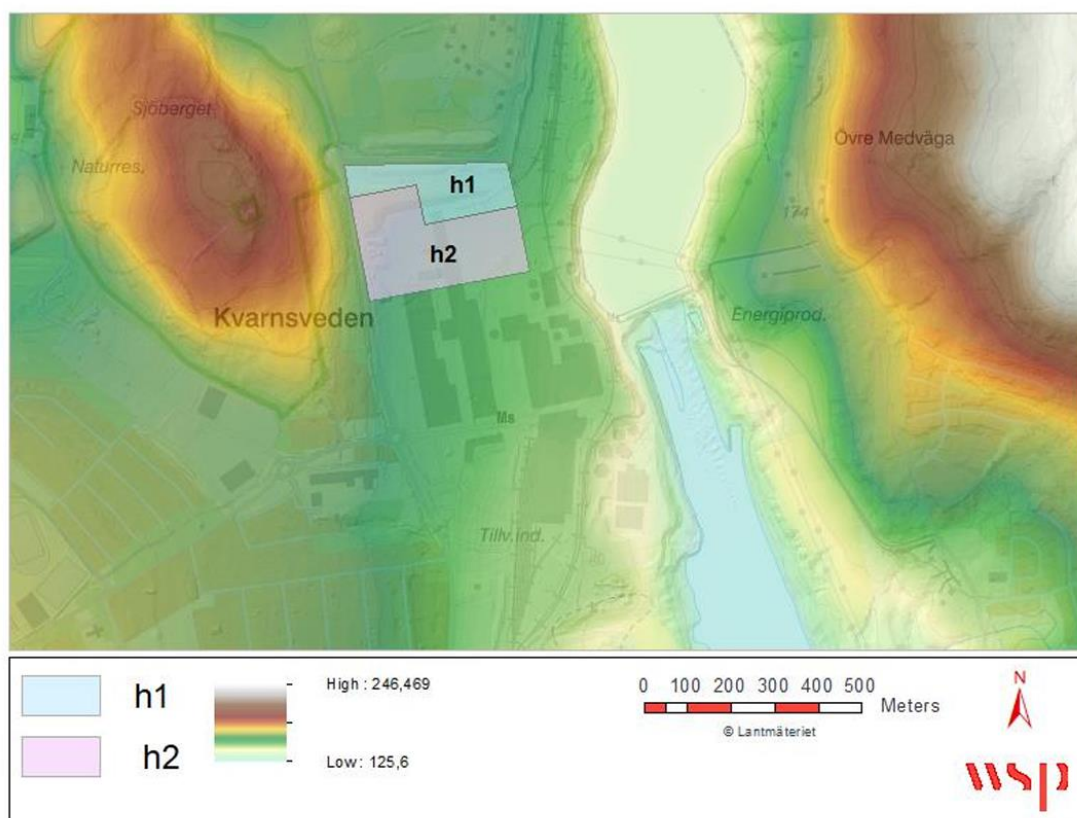 Sjöberget
Naturres.
Övre Medväga
h1
174
h2
Kvarnsveden
Energiprod.
Ms
Tillv.ind.
h1
h2
High : 246,469
Low : 125,6
0 100 200 300 400 500
Meters
© Lantmäteriet
N
wsp